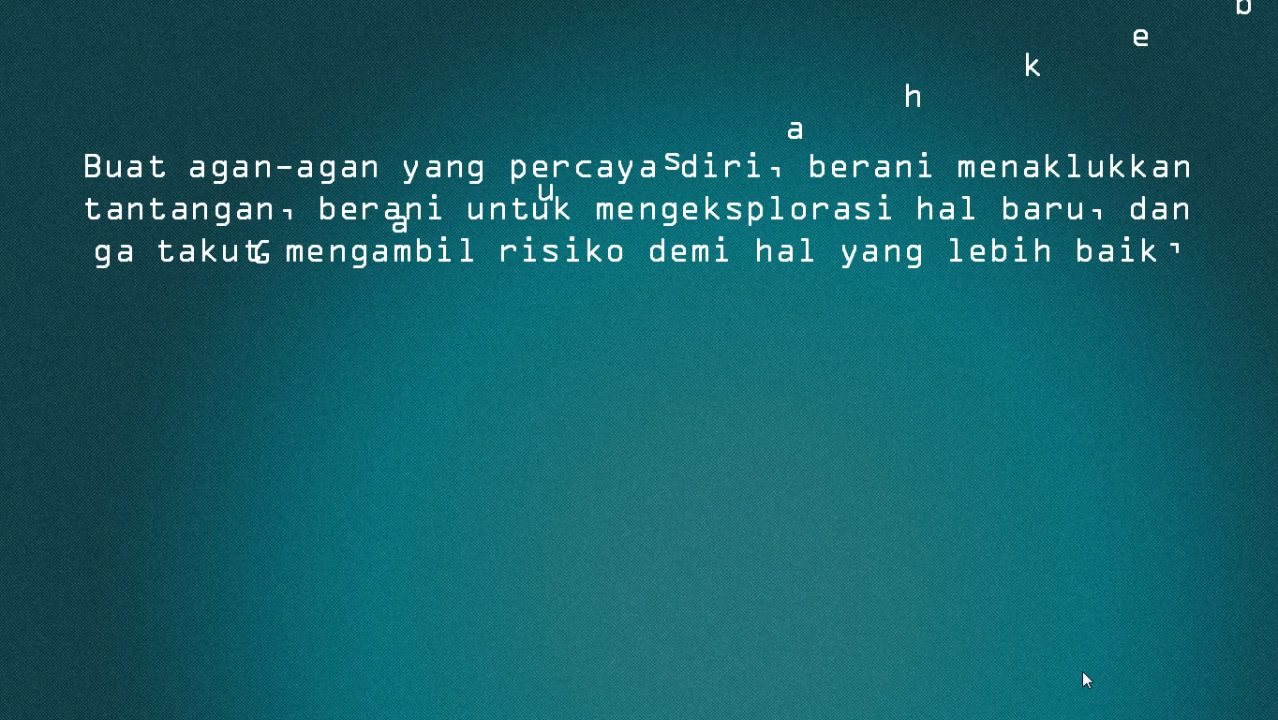 Buat agan-agan yang percaya diri, berani menaklukkan
tantangan, berani untuk mengeksplorasi hal baru, dan
ga takut mengambil risiko demi hal yang lebih baik,
G a u s a h k e b